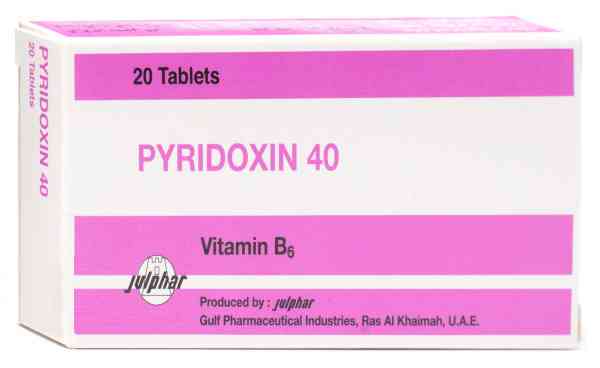 PYRIDOXIN 40
20 Tablets
20 Tablets
PYRIDOXIN 40
Vitamin B₆
julphar
Produced by : julphar
Gulf Pharmaceutical Industries, Ras Al Khaimah, U.A.E.